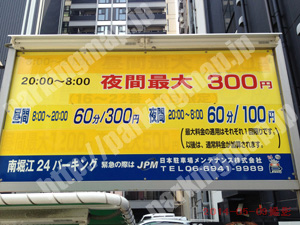 20:00～8:00 夜間最大 300円
昼間 8:00～20:00 60分/300円 夜間 20:00～8:00 60分/100円
(最大料金の適用はそれぞれ1回限りです。
以後は、通常料金が加算されます。)
南堀江24パーキング 緊急の際は JPM 日本駐車場メンテナンス株式会社
TEL06-6941-9989